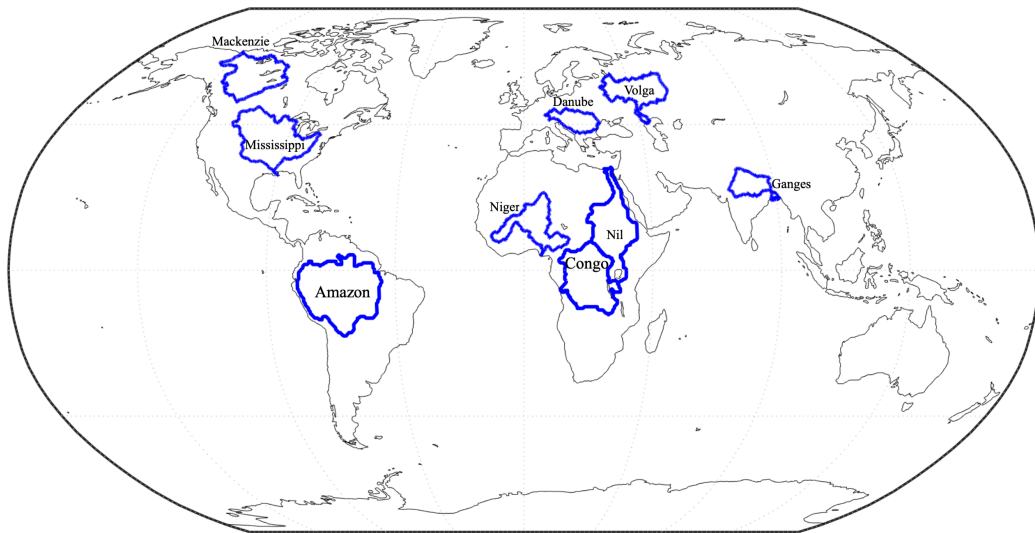 Mackenzie
Volga
Danube
Mississippi
Ganges
Niger
Nil
Congo
Amazon